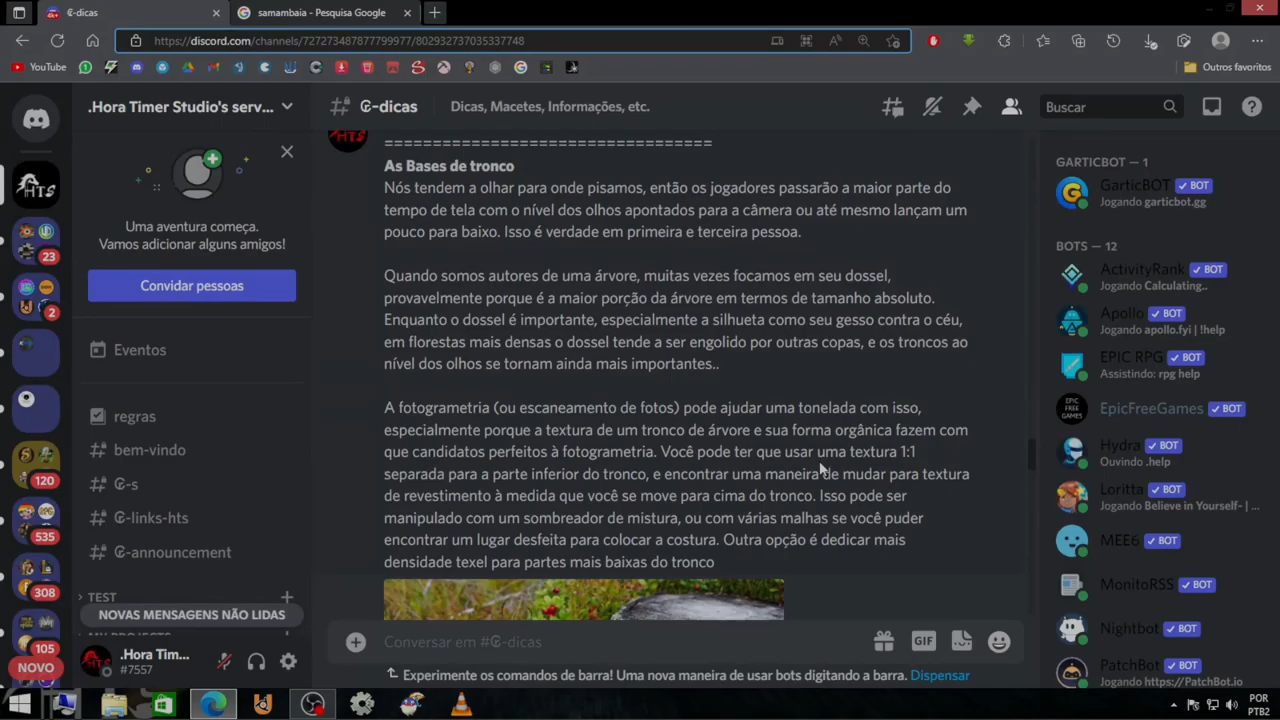 ₢-dicas
samambaia - Pesquisa Google
https://discord.com/channels/727273487877799977/802932737035337748
YouTube
Outros favoritos
.Hora Timer Studio's serv...
₢-dicas
Dicas, Macetes, Informações, etc.
Buscar
Uma aventura começa.
Vamos adicionar alguns amigos!
Convidar pessoas
Eventos
regras
bem-vindo
₢-s
₢-links-hts
₢-announcement
TEST
NOVAS MENSAGENS NÃO LIDAS
.Hora Tim...
#7557
23
2
120
535
308
105
NOVO
HTS
================================
As Bases de tronco
Nós tendem a olhar para onde pisamos, então os jogadores passarão a maior parte do
tempo de tela com o nível dos olhos apontados para a câmera ou até mesmo lançam um
pouco para baixo. Isso é verdade em primeira e terceira pessoa.
Quando somos autores de uma árvore, muitas vezes focamos em seu dossel,
provavelmente porque é a maior porção da árvore em termos de tamanho absoluto.
Enquanto o dossel é importante, especialmente a silhueta como seu gesso contra o céu,
em florestas mais densas o dossel tende a ser engolido por outras copas, e os troncos ao
nível dos olhos se tornam ainda mais importantes..
A fotogrametria (ou escaneamento de fotos) pode ajudar uma tonelada com isso,
especialmente porque a textura de um tronco de árvore e sua forma orgânica fazem com
que candidatos perfeitos à fotogrametria. Você pode ter que usar uma textura 1:1
separada para a parte inferior do tronco, e encontrar uma maneira de mudar para textura
de revestimento à medida que você se move para cima do tronco. Isso pode ser
manipulado com um sombreador de mistura, ou com várias malhas se você puder
encontrar um lugar desfeita para colocar a costura. Outra opção é dedicar mais
densidade texel para partes mais baixas do tronco
Conversar em #₢-dicas
GIF
Experimente os comandos de barra! Uma nova maneira de usar bots digitando a barra. Dispensar
GARTICBOT — 1
GarticBOT BOT
Jogando garticbot.gg
BOTS — 12
ActivityRank BOT
Jogando Calculating..
Apollo BOT
Jogando apollo.fyi | !help
EPIC RPG BOT
Assistindo: rpg help
EpicFreeGames BOT
Hydra BOT
Ouvindo .help
Loritta BOT
Jogando Believe in Yourself- | ...
MEE6 BOT
MonitoRSS BOT
Nightbot BOT
PatchBot BOT
Jogando https://PatchBot.io
POR
PTB2